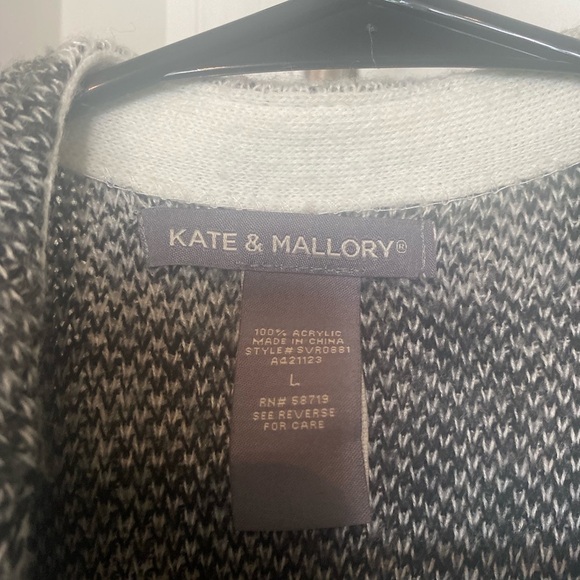 KATE & MALLORY®
100% ACRYLIC
MADE IN CHINA
STYLE# SVR0881
A421123
L
RN# 58719
SEE REVERSE
FOR CARE